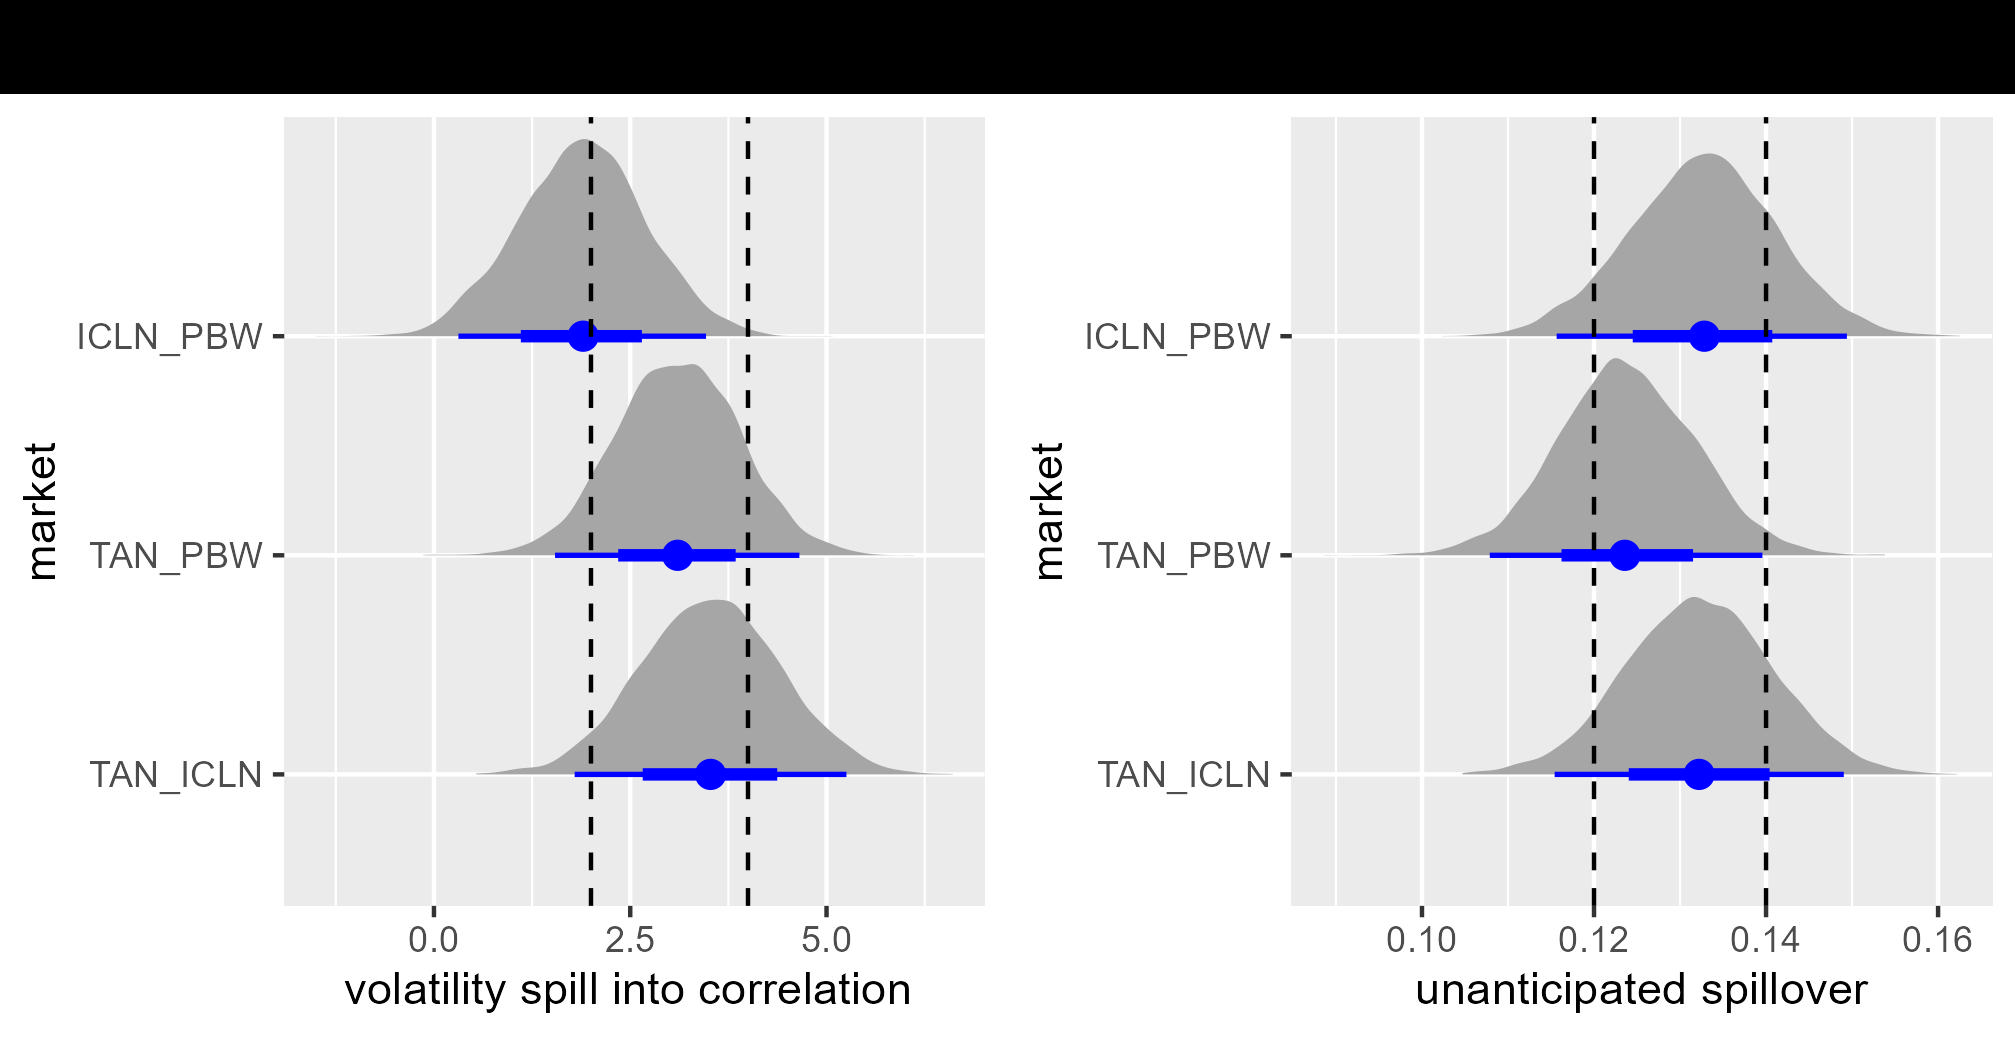 market
ICLN_PBW
TAN_PBW
TAN_ICLN
0.0 2.5 5.0
volatility spill into correlation
market
ICLN_PBW
TAN_PBW
TAN_ICLN
0.10 0.12 0.14 0.16
unanticipated spillover